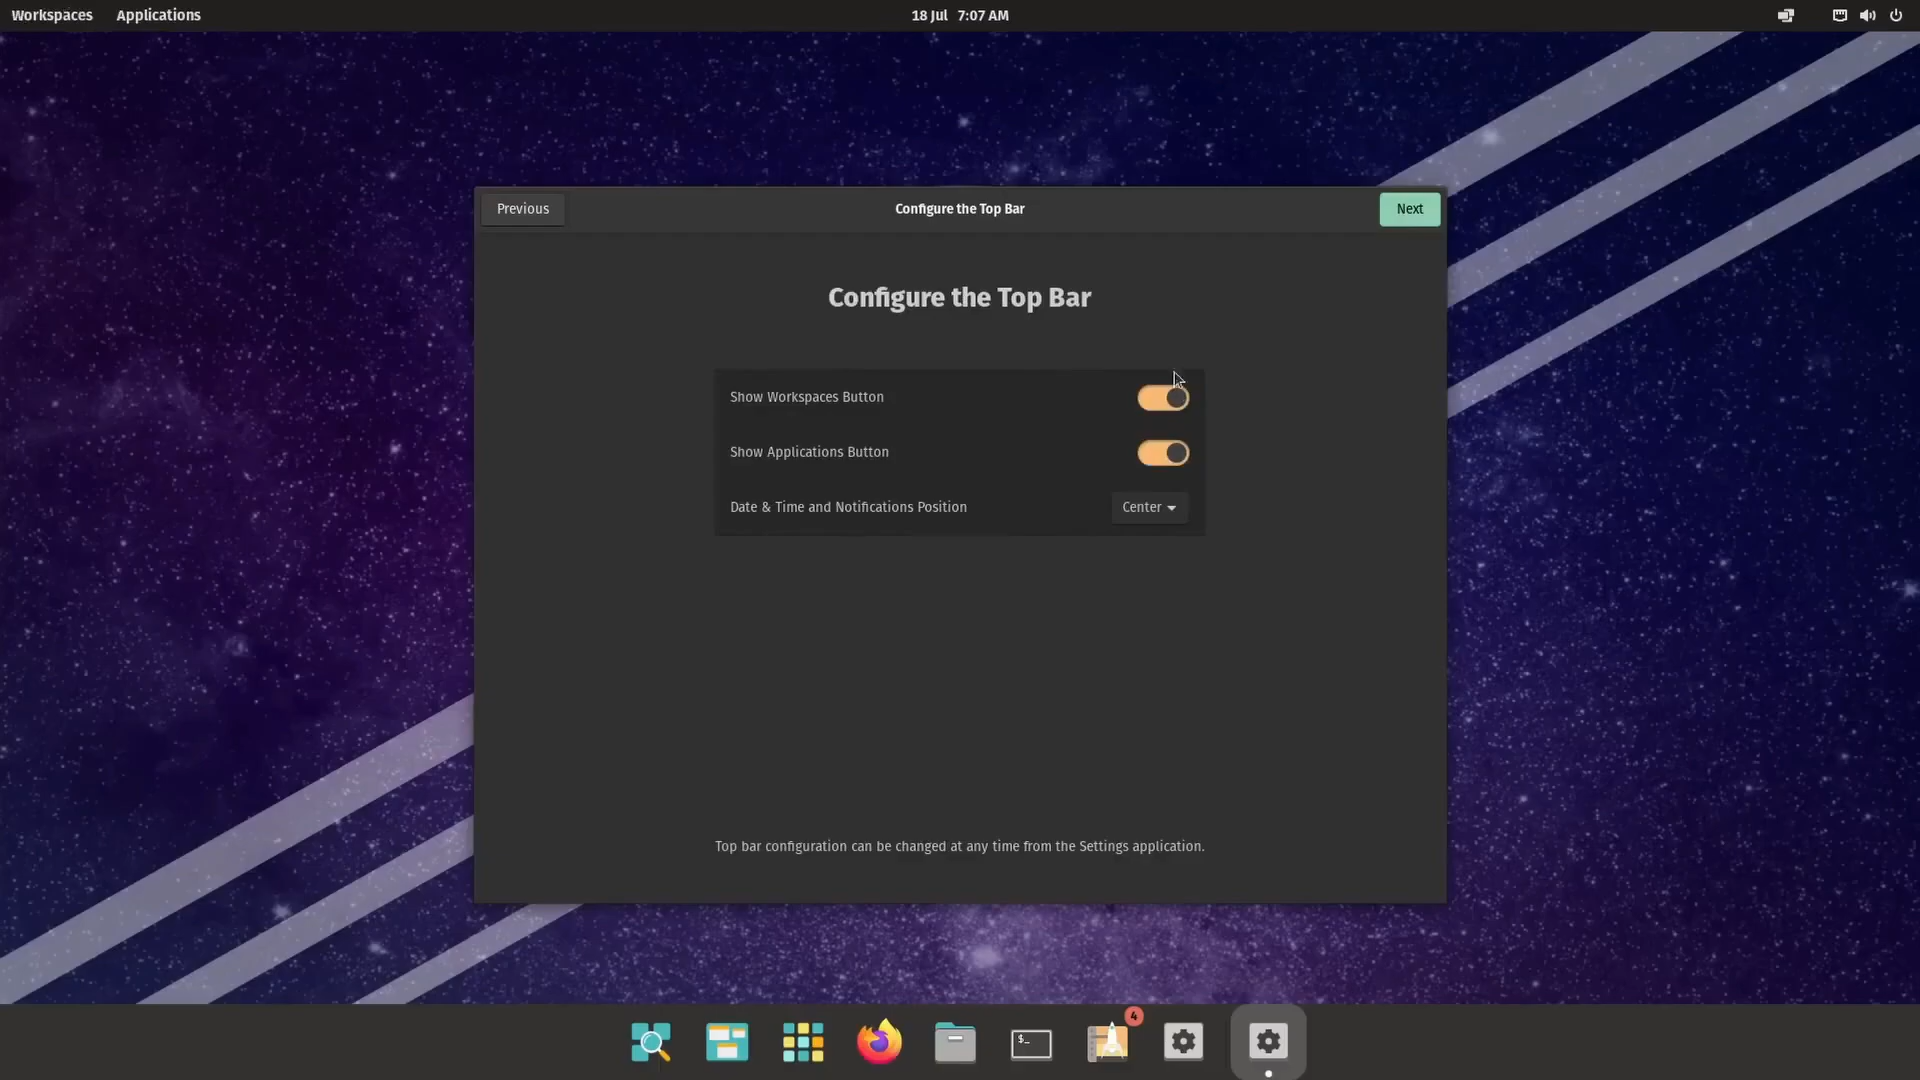 Workspaces Applications 18 Jul 7:07 AM
Previous Configure the Top Bar Next
Configure the Top Bar
Show Workspaces Button
Show Applications Button
Date & Time and Notifications Position Center
Top bar configuration can be changed at any time from the Settings application.
4
$_